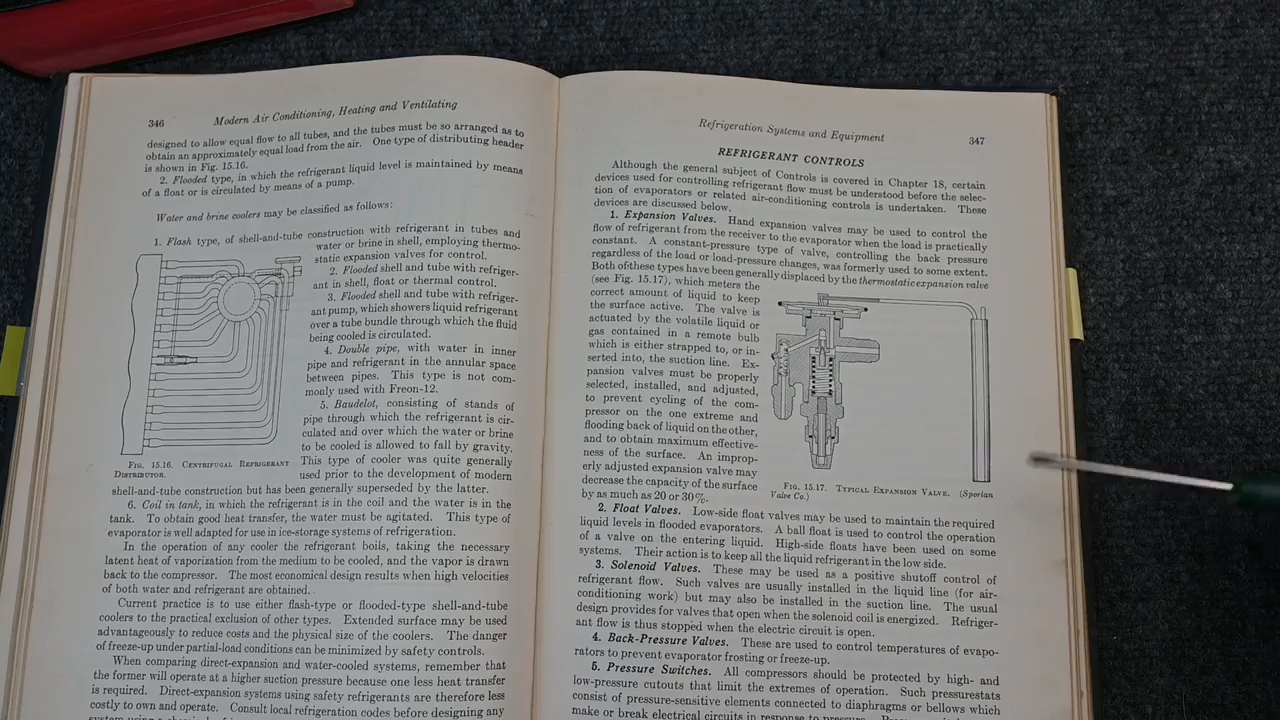 346
Modern Air Conditioning, Heating and Ventilating
designed to allow equal flow to all tubes, and the tubes must be so arranged as to
obtain an approximately equal load from the air. One type of distributing header
is shown in Fig. 15.16.
2. Flooded type, in which the refrigerant liquid level is maintained by means
of a float or is circulated by means of a pump.
Water and brine coolers may be classified as follows:
1. Flash type, of shell-and-tube construction with refrigerant in tubes and
water or brine in shell, employing thermo-
static expansion valves for control.
2. Flooded shell and tube with refriger-
ant in shell, float or thermal control.
3. Flooded shell and tube with refriger-
ant pump, which showers liquid refrigerant
over a tube bundle through which the fluid
being cooled is circulated.
4. Double pipe, with water in inner
pipe and refrigerant in the annular space
between pipes. This type is not com-
monly used with Freon-12.
5. Baudelot, consisting of stands of
pipe through which the refrigerant is cir-
culated and over which the water or brine
to be cooled is allowed to fall by gravity.
This type of cooler was quite generally
used prior to the development of modern
FIG. 15.16. CENTRIFUGAL REFRIGERANT
DISTRIBUTOR.
shell-and-tube construction but has been generally superseded by the latter.
6. Coil in tank, in which the refrigerant is in the coil and the water is in the
tank. To obtain good heat transfer, the water must be agitated. This type of
evaporator is well adapted for use in ice-storage systems of refrigeration.
In the operation of any cooler the refrigerant boils, taking the necessary
latent heat of vaporization from the medium to be cooled, and the vapor is drawn
back to the compressor. The most economical design results when high velocities
of both water and refrigerant are obtained.
Current practice is to use either flash-type or flooded-type shell-and-tube
coolers to the practical exclusion of other types. Extended surface may be used
advantageously to reduce costs and the physical size of the coolers. The danger
of freeze-up under partial-load conditions can be minimized by safety controls.
When comparing direct-expansion and water-cooled systems, remember that
the former will operate at a higher suction pressure because one less heat transfer
is required. Direct-expansion systems using safety refrigerants are therefore less
costly to own and operate. Consult local refrigeration codes before designing any
Refrigeration Systems and Equipment
347
REFRIGERANT CONTROLS
Although the general subject of Controls is covered in Chapter 18, certain
devices used for controlling refrigerant flow must be understood before the selec-
tion of evaporators or related air-conditioning controls is undertaken. These
devices are discussed below.
1. Expansion Valves. Hand expansion valves may be used to control the
flow of refrigerant from the receiver to the evaporator when the load is practically
constant. A constant-pressure type of valve, controlling the back pressure
regardless of the load or load-pressure changes, was formerly used to some extent.
Both of these types have been generally displaced by the thermostatic expansion valve
(see Fig. 15.17), which meters the
correct amount of liquid to keep
the surface active. The valve is
actuated by the volatile liquid or
gas contained in a remote bulb
which is either strapped to, or in-
serted into, the suction line. Ex-
pansion valves must be properly
selected, installed, and adjusted,
to prevent cycling of the com-
pressor on the one extreme and
flooding back of liquid on the other,
and to obtain maximum effective-
ness of the surface. An improp-
erly adjusted expansion valve may
decrease the capacity of the surface
by as much as 20 or 30%.
FIG. 15.17. TYPICAL EXPANSION VALVE. (Sporlan
Valve Co.)
2. Float Valves. Low-side float valves may be used to maintain the required
liquid levels in flooded evaporators. A ball float is used to control the operation
of a valve on the entering liquid. High-side floats have been used on some
systems. Their action is to keep all the liquid refrigerant in the low side.
3. Solenoid Valves. These may be used as a positive shutoff control of
refrigerant flow. Such valves are usually installed in the liquid line (for air-
conditioning work) but may also be installed in the suction line. The usual
design provides for valves that open when the solenoid coil is energized. Refriger-
ant flow is thus stopped when the electric circuit is open.
4. Back-Pressure Valves. These are used to control temperatures of evapo-
rators to prevent evaporator frosting or freeze-up.
5. Pressure Switches. All compressors should be protected by high- and
low-pressure cutouts that limit the extremes of operation. Such pressurestats
consist of pressure-sensitive elements connected to diaphragms or bellows which
make or break electrical circuits in response to pressure.